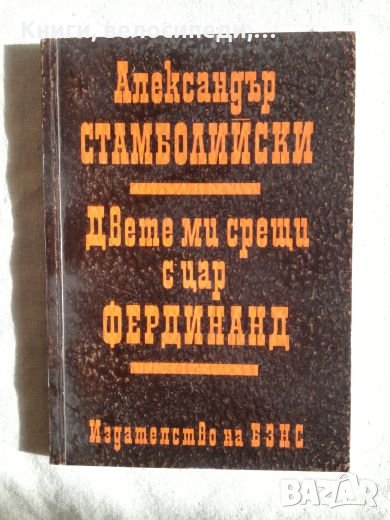 Книги, велосипеди,...
Александър
СТАМБОЛИЙСКИ
Двете ми срещи
с цар
ФЕРДИНАНД
Издателство на БЗНС
BAZAR